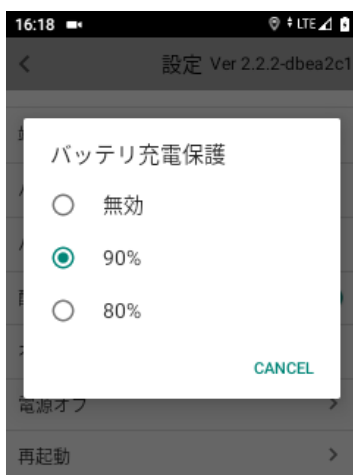 16:18 LTE
設定 Ver 2.2.2-dbea2c1
バッテリ充電保護
無効
90%
80%
CANCEL
電源オフ
再起動